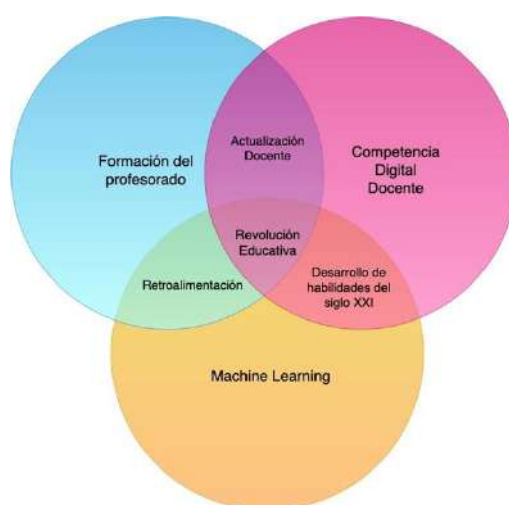 Formación del
profesorado
Actualización
Docente
Competencia
Digital
Docente
Revolución
Educativa
Retroalimentación
Desarrollo de
habilidades del
siglo XXI
Machine Learning